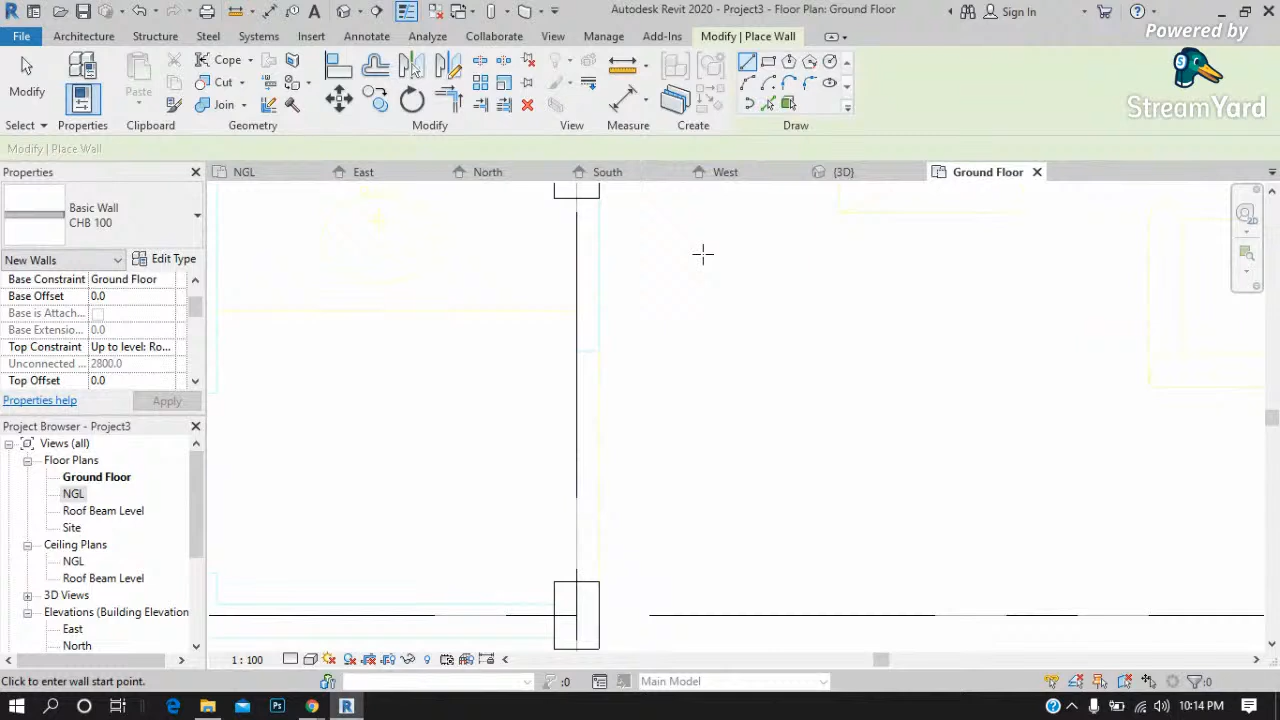 Autodesk Revit 2020 - Project3 - Floor Plan: Ground Floor
Sign In
Powered by
StreamYard
File Architecture Structure Steel Systems Insert Annotate Analyze Collaborate View Manage Add-Ins Modify | Place Wall
Modify
Paste
Cope
Cut
Join
Select Properties Clipboard Geometry Modify View Measure Create Draw
Modify | Place Wall
Properties
NGL East North South West {3D} Ground Floor
Basic Wall
CHB 100
New Walls Edit Type
Base Constraint Ground Floor
Base Offset 0.0
Base is Attach...
Base Extensio... 0.0
Top Constraint Up to level: Ro...
Unconnected ... 2800.0
Top Offset 0.0
Properties help Apply
Project Browser - Project3
Views (all)
Floor Plans
Ground Floor
NGL
Roof Beam Level
Site
Ceiling Plans
NGL
Roof Beam Level
3D Views
Elevations (Building Elevation
East
North
1 : 100
Click to enter wall start point.
:0 Main Model :0
2D
10:14 PM